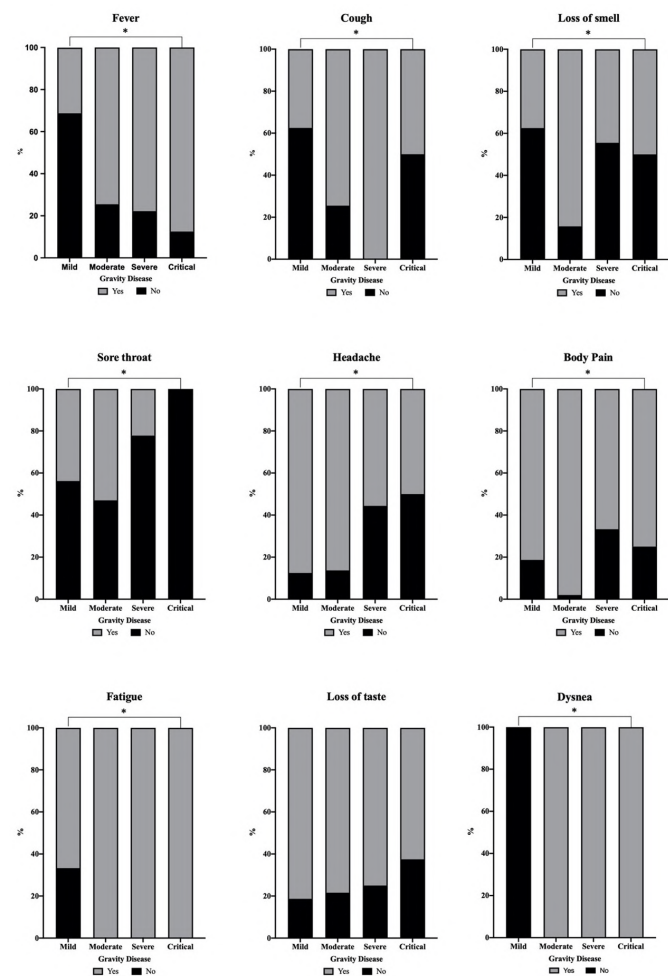 Fever
*
100
80
60
40
20
0
%
Mild Moderate Severe Critical
Gravity Disease
Yes No
Cough
*
100
80
60
40
20
0
%
Mild Moderate Severe Critical
Gravity Disease
Yes No
Loss of smell
*
100
80
60
40
20
0
%
Mild Moderate Severe Critical
Gravity Disease
Yes No
Sore throat
*
100
80
60
40
20
0
%
Mild Moderate Severe Critical
Gravity Disease
Yes No
Headache
*
100
80
60
40
20
0
%
Mild Moderate Severe Critical
Gravity Disease
Yes No
Body Pain
*
100
80
60
40
20
0
%
Mild Moderate Severe Critical
Gravity Disease
Yes No
Fatigue
*
100
80
60
40
20
0
%
Mild Moderate Severe Critical
Gravity Disease
Yes No
Loss of taste
100
80
60
40
20
0
%
Mild Moderate Severe Critical
Gravity Disease
Yes No
Dysnea
*
100
80
60
40
20
0
%
Mild Moderate Severe Critical
Gravity Disease
Yes No